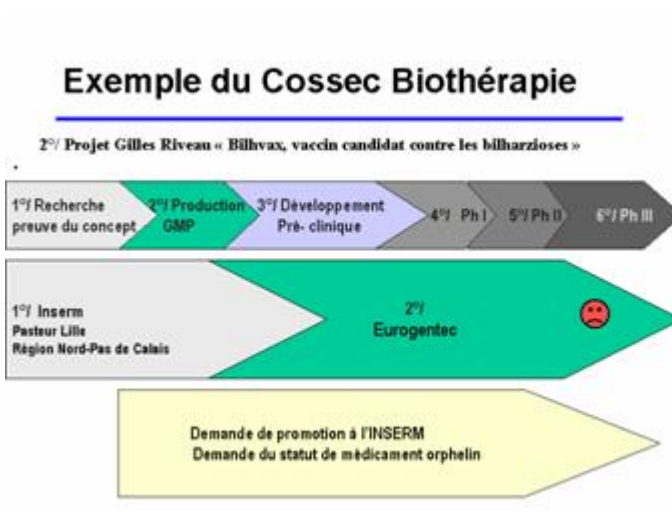 Exemple du Cossec Biothérapie
2°/ Projet Gilles Riveau « Bilhvax, vaccin candidat contre les bilharzioses »
1°/ Recherche
preuve du concept
2°/ Production
GMP
3°/ Développement
Pré- clinique
4°/ Ph I
5°/ Ph II
6°/ Ph III
1°/ Inserm
Pasteur Lille
Région Nord-Pas de Calais
2°/
Eurogentec
Demande de promotion à l'INSERM
Demande du statut de médicament orphelin